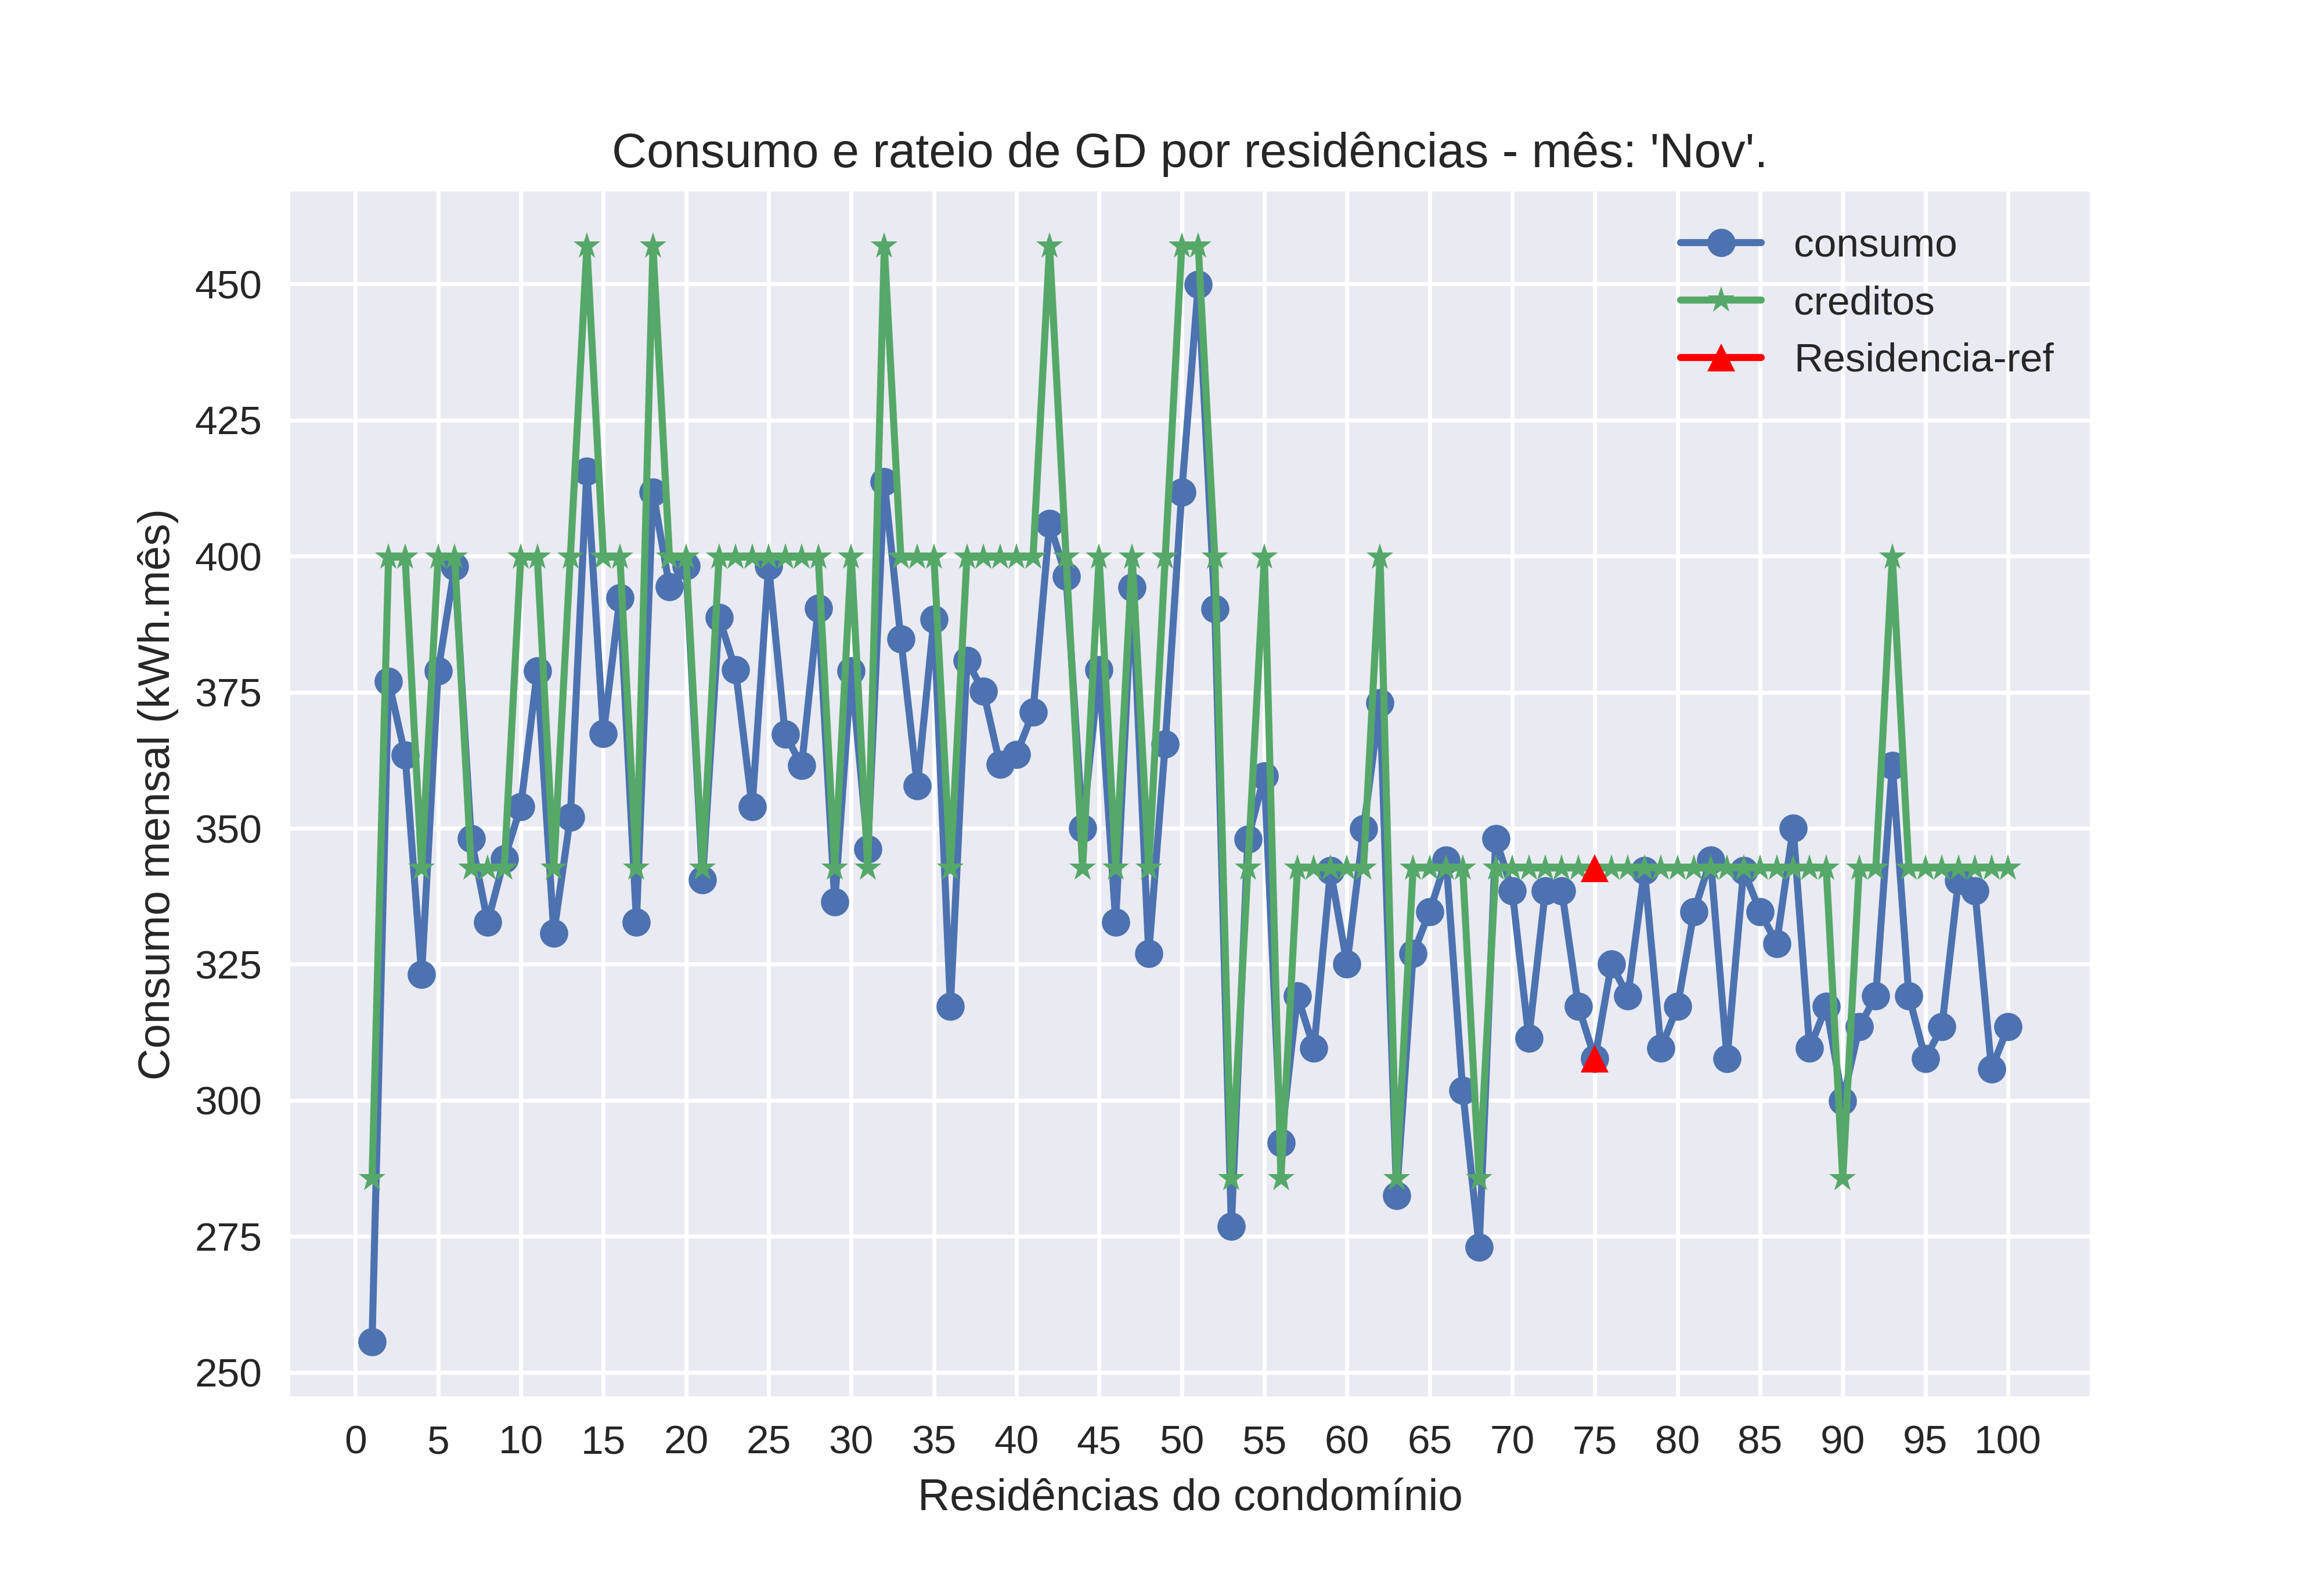 Consumo e rateio de GD por residências - mês: 'Nov'.
consumo
creditos
Residencia-ref
Consumo mensal (kWh.mês)
450
425
400
375
350
325
300
275
250
0 5 10 15 20 25 30 35 40 45 50 55 60 65 70 75 80 85 90 95 100
Residências do condomínio